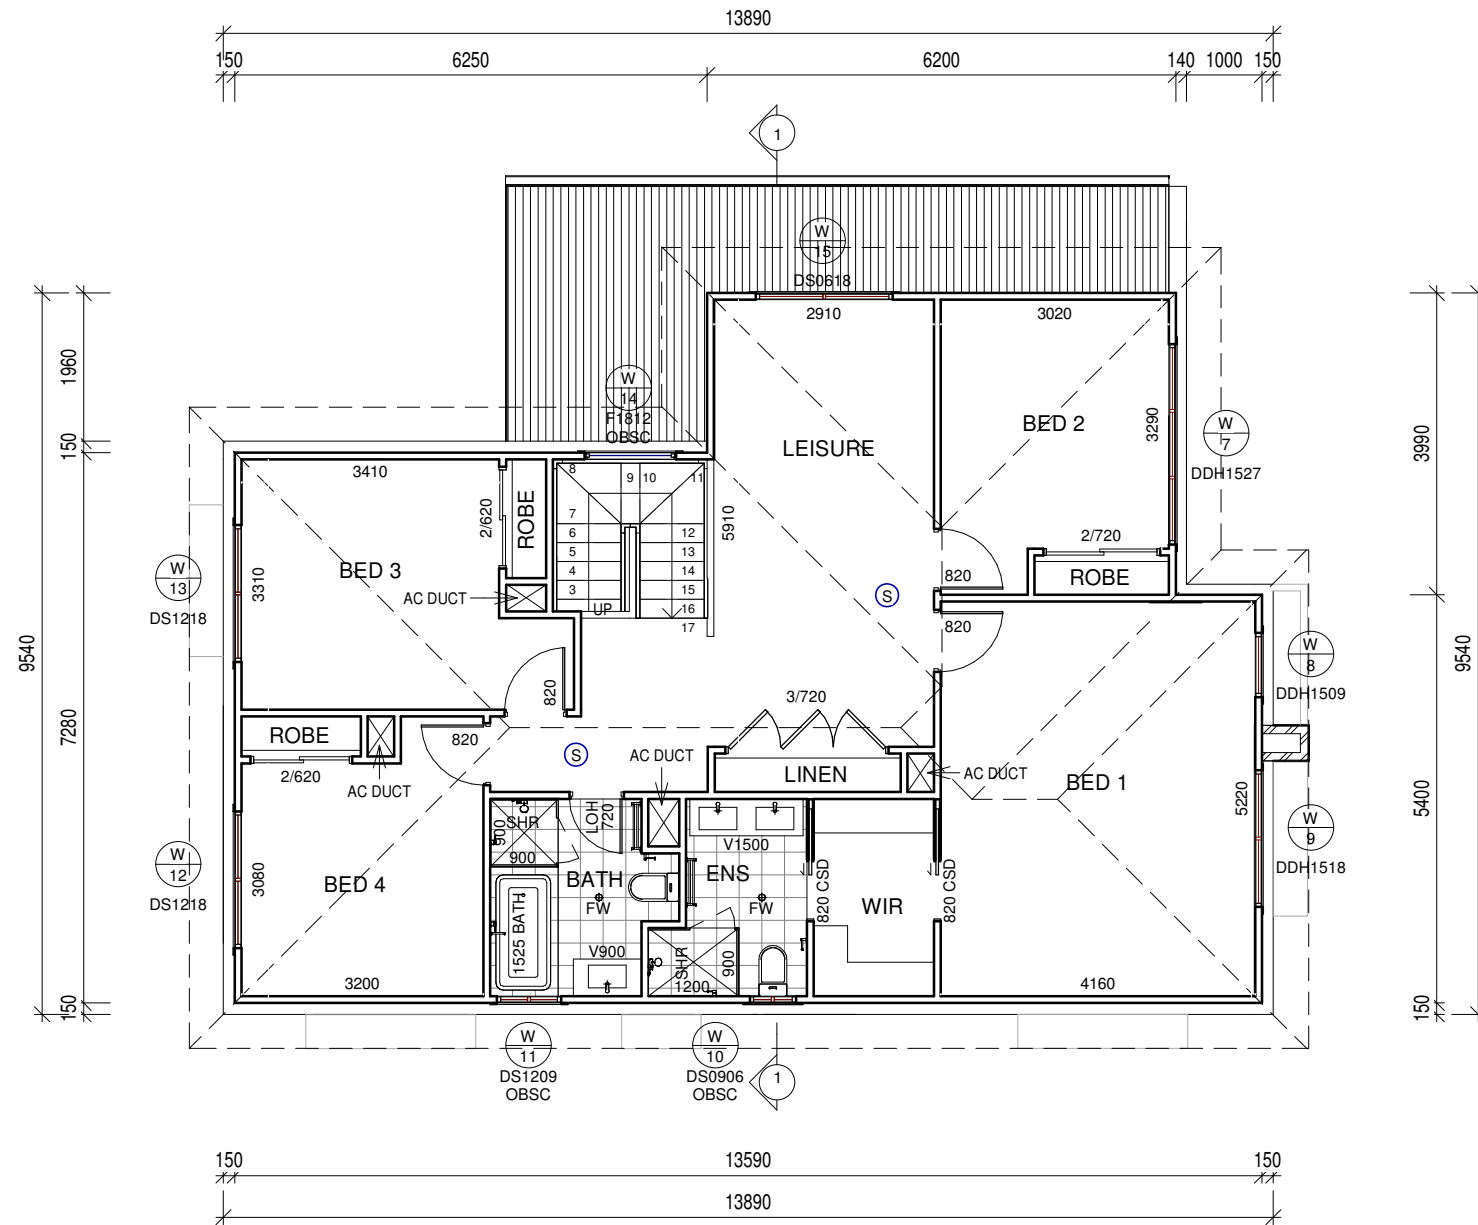 13890
150 6250 6200 140 1000 150
1
W
15
DS0618
2910
3020
W
14
F1812
OBSC
LEISURE
BED 2
3290
W
7
DDH1527
1960
150
7280
150
9540
3990
5400
150
9540
3410
2/620
ROBE
8 9 10 11
7
6
5
4
3
12
13
14
15
16
17
UP
5910
2/720
ROBE
820
820
S
W
13
DS1218
3310
BED 3
AC DUCT
820
W
8
DDH1509
3/720
ROBE
820
2/620
AC DUCT
S
AC DUCT
LINEN
AC DUCT
BED 1
5220
W
9
DDH1518
W
12
DS1218
3080
BED 4
3200
SHR
900
900
LOH
720
BATH
FW
1525 BATH
V900
V1500
ENS
FW
SHR
900
1200
820 CSD
WIR
820 CSD
4160
W
11
DS1209
OBSC
W
10
DS0906
OBSC
1
150 13590 150
13890